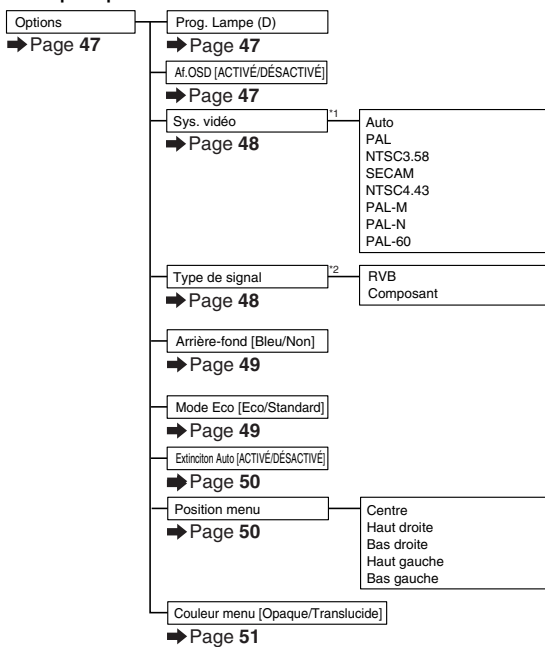 Options
➡ Page 47
Prog. Lampe (D)
➡ Page 47
Af.OSD [ACTIVÉ/DÉSACTIVÉ]
➡ Page 47
Sys. vidéo
*1
➡ Page 48
Auto
PAL
NTSC3.58
SECAM
NTSC4.43
PAL-M
PAL-N
PAL-60
Type de signal
*2
➡ Page 48
RVB
Composant
Arrière-fond [Bleu/Non]
➡ Page 49
Mode Eco [Eco/Standard]
➡ Page 49
Extinciton Auto [ACTIVÉ/DÉSACTIVÉ]
➡ Page 50
Position menu
➡ Page 50
Centre
Haut droite
Bas droite
Haut gauche
Bas gauche
Couleur menu [Opaque/Translucide]
➡ Page 51